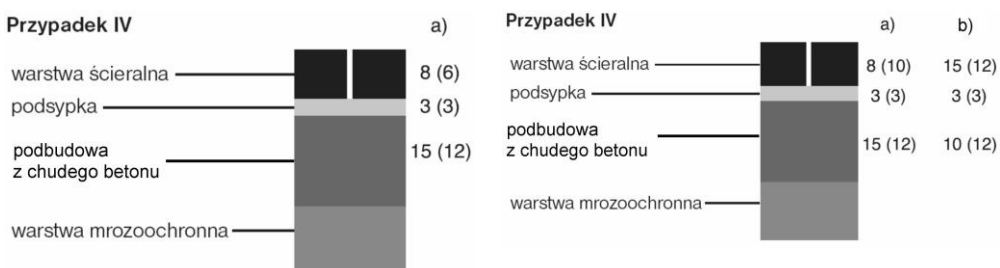 Przypadek IV
a)
warstwa ścieralna
8 (6)
podsypka
3 (3)
podbudowa
z chudego betonu
15 (12)
warstwa mrozoochronna
Przypadek IV
a) b)
warstwa ścieralna
8 (10) 15 (12)
podsypka
3 (3) 3 (3)
podbudowa
z chudego betonu
15 (12) 10 (12)
warstwa mrozoochronna